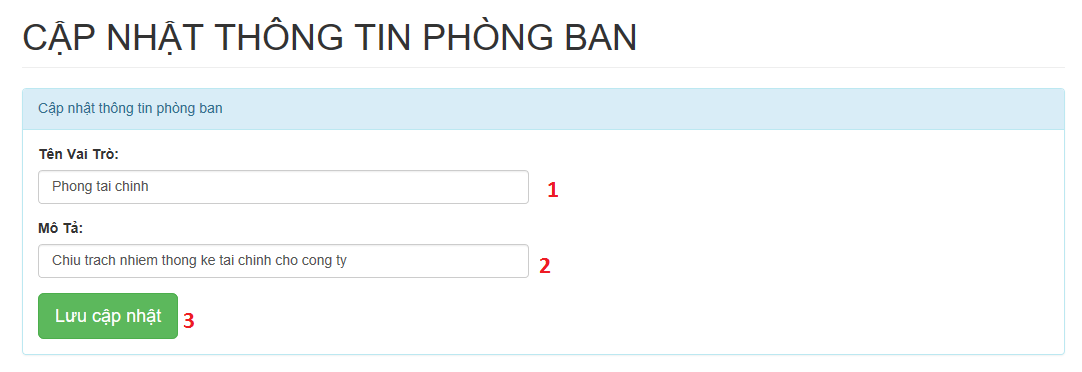 CẬP NHẬT THÔNG TIN PHÒNG BAN
Cập nhật thông tin phòng ban
Tên Vai Trò:
Phong tai chinh 1
Mô Tả:
Chiu trach nhiem thong ke tai chinh cho cong ty 2
Lưu cập nhật 3